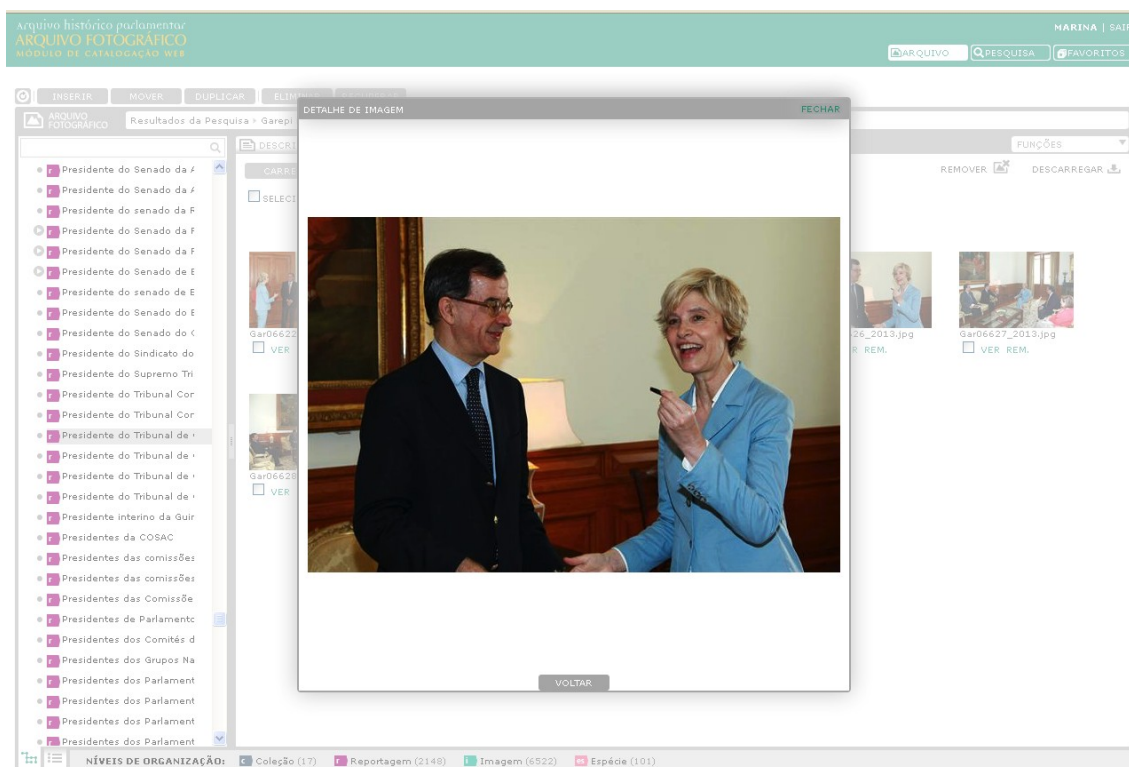 Arquivo histórico parlamentar
ARQUIVO FOTOGRÁFICO
MÓDULO DE CATALOGAÇÃO WEB
MARINA | SAIR
ARQUIVO
PESQUISA
FAVORITOS
INSERIR
MOVER
DUPLICAR
ELIMINAR
ARQUIVO
FOTOGRÁFICO
Resultados da Pesquisa
DETALHE DE IMAGEM
FECHAR
FUNÇÕES
REMOVER
DESCARREGAR
Presidente do Senado da A
Presidente do Senado da A
Presidente do senado da R
Presidente do Senado da F
Presidente do Senado da F
Presidente do Senado de E
Presidente do senado de E
Presidente do Senado do E
Presidente do Senado do C
Presidente do Sindicato do
Presidente do Supremo Tri
Presidente do Tribunal Cor
Presidente do Tribunal Cor
Presidente do Tribunal de
Presidente do Tribunal de
Presidente do Tribunal de
Presidente do Tribunal de
Presidente interino da Guir
Presidentes da COSAC
Presidentes das comissões
Presidentes das comissões
Presidentes das Comissõe
Presidentes de Parlamento
Presidentes dos Comités d
Presidentes dos Grupos Na
Presidentes dos Parlament
Presidentes dos Parlament
Presidentes dos Parlament
Presidentes dos Parlament
DESCRI
CARRE
SELECI
Gar06622
VER
26_2013.jpg
R REM.
Gar06627_2013.jpg
VER REM.
Gar06628
VER
VOLTAR
NÍVEIS DE ORGANIZAÇÃO:
Coleção (17)
Reportagem (2148)
Imagem (6522)
Espécie (101)